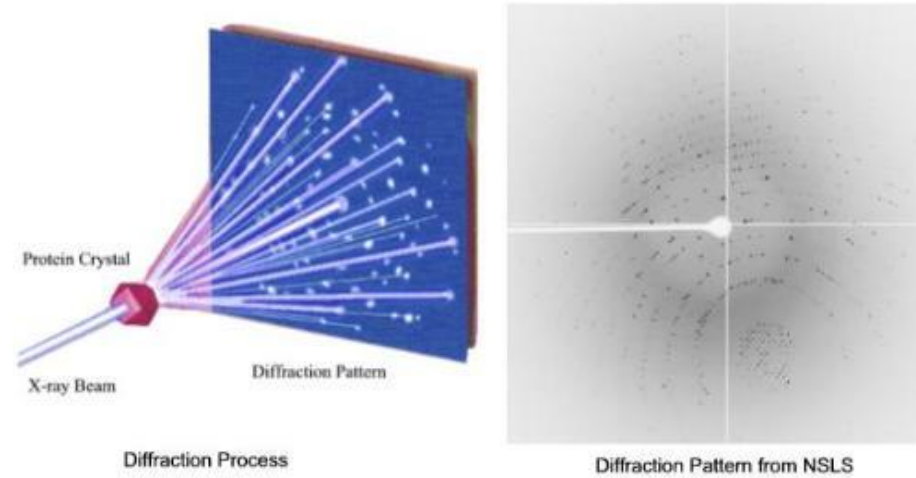 Protein Crystal
X-ray Beam
Diffraction Pattern
Diffraction Process
Diffraction Pattern from NSLS